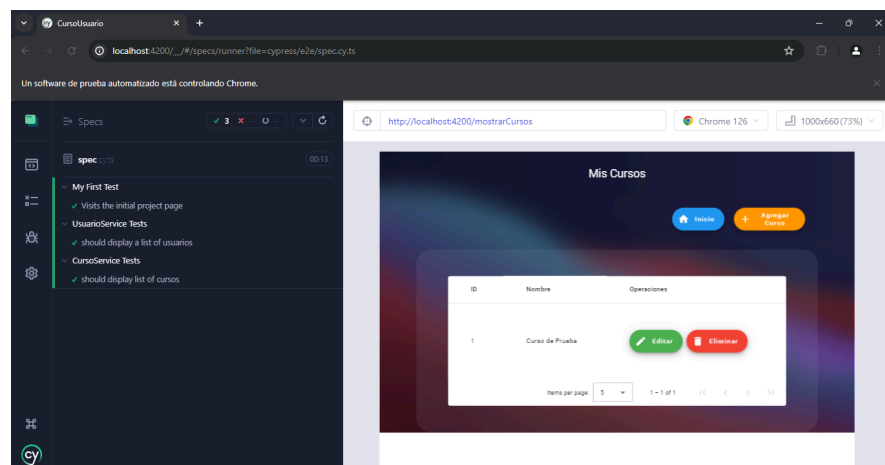 CursoUsuario
localhost:4200/__/#/specs/runner?file=cypress/e2e/spec.cy.ts
Un software de prueba automatizado está controlando Chrome.
Specs
3 -- --
http://localhost:4200/mostrarCursos
Chrome 126
1000x660 (73%)
spec.cy.ts
00:13
My First Test
Visits the initial project page
UsuarioService Tests
should display a list of usuarios
CursoService Tests
should display list of cursos
Mis Cursos
Inicio
Agregar
Curso
ID Nombre Operaciones
1 Curso de Prueba Editar Eliminar
Items per page: 5 1 – 1 of 1
cy